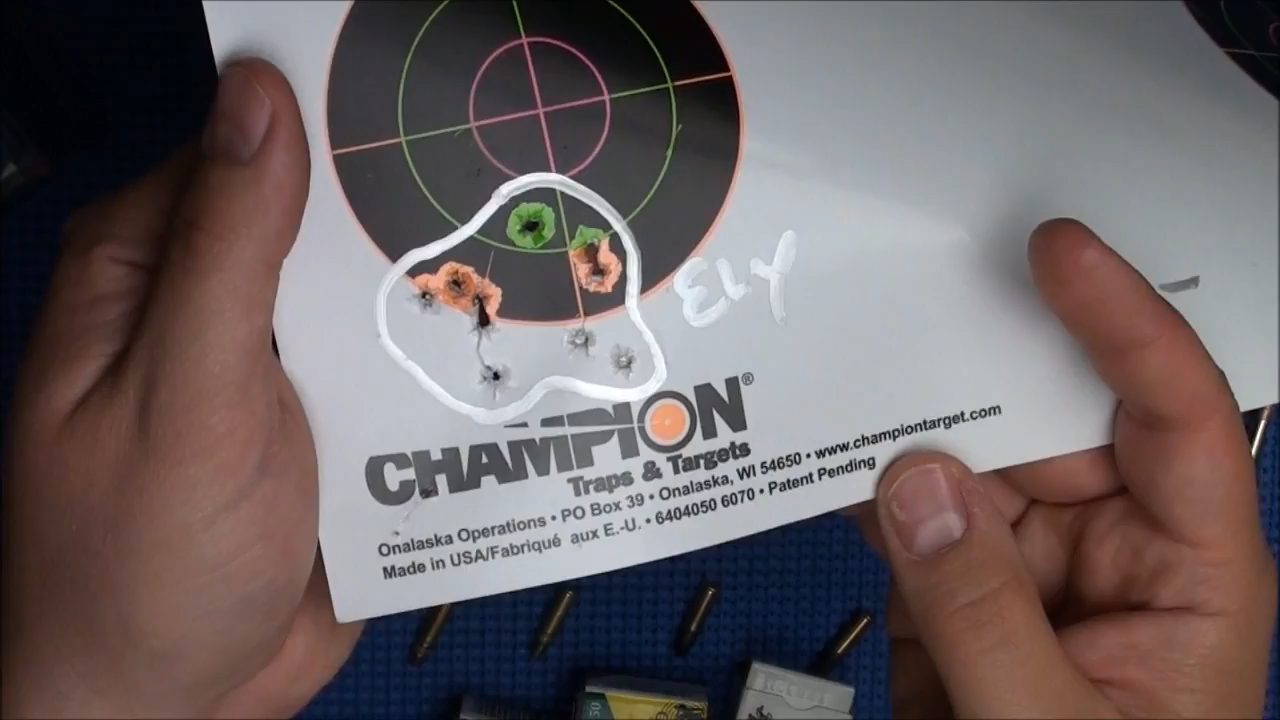 ELY
CHAMPION®
Traps & Targets
Onalaska Operations • PO Box 39 • Onalaska, WI 54650 • www.championtarget.com
Made in USA/Fabriqué aux E.-U. • 6404050 6070 • Patent Pending
50